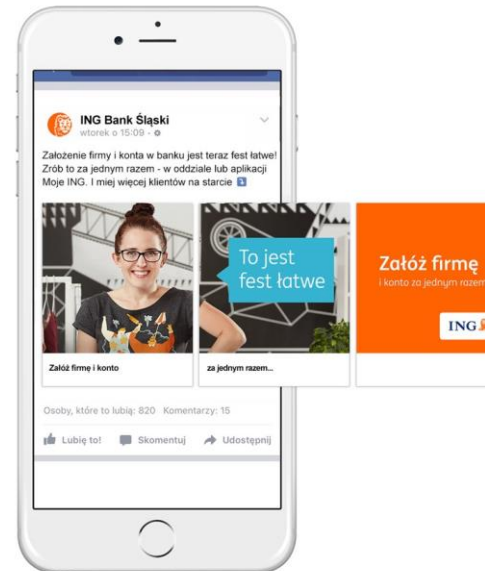 ING Bank Śląski
wtorek o 15:09 -
Założenie firmy i konta w banku jest teraz fest łatwe!
Zrób to za jednym razem - w oddziale lub aplikacji
Moje ING. I miej więcej klientów na starcie
To jest
fest łatwe
Załóż firmę
i konto za jednym razem
ING
Załóż firmę i konto
za jednym razem...
Osoby, które to lubią: 820 Komentarzy: 15
Lubię to! Skomentuj Udostępnij